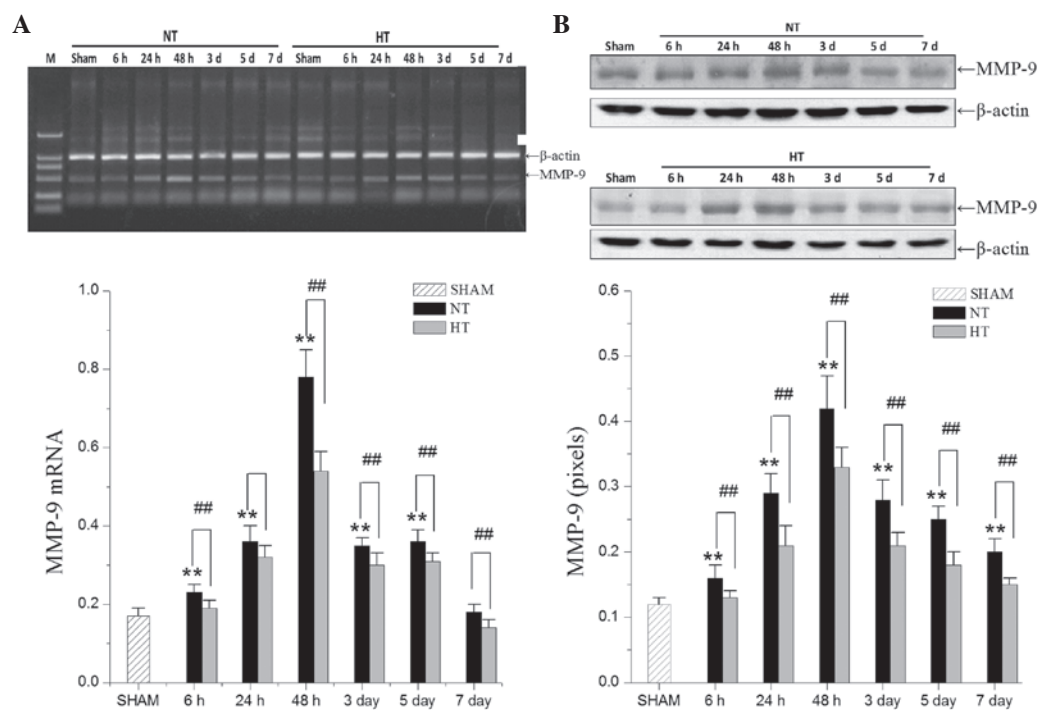 A
NT HT
M Sham 6 h 24 h 48 h 3 d 5 d 7 d Sham 6 h 24 h 48 h 3 d 5 d 7 d
←β-actin
←MMP-9
MMP-9 mRNA
1.0
0.8
0.6
0.4
0.2
0.0
SHAM
NT
HT
##
**
##
**
**
##
**
##
**
##
**
##
SHAM 6 h 24 h 48 h 3 day 5 day 7 day
B
NT
Sham 6 h 24 h 48 h 3 d 5 d 7 d
←MMP-9
←β-actin
HT
Sham 6 h 24 h 48 h 3 d 5 d 7 d
←MMP-9
←β-actin
MMP-9 (pixels)
0.6
0.5
0.4
0.3
0.2
0.1
0.0
SHAM
NT
HT
##
**
##
**
##
**
##
**
##
**
##
**
SHAM 6 h 24 h 48 h 3 day 5 day 7 day